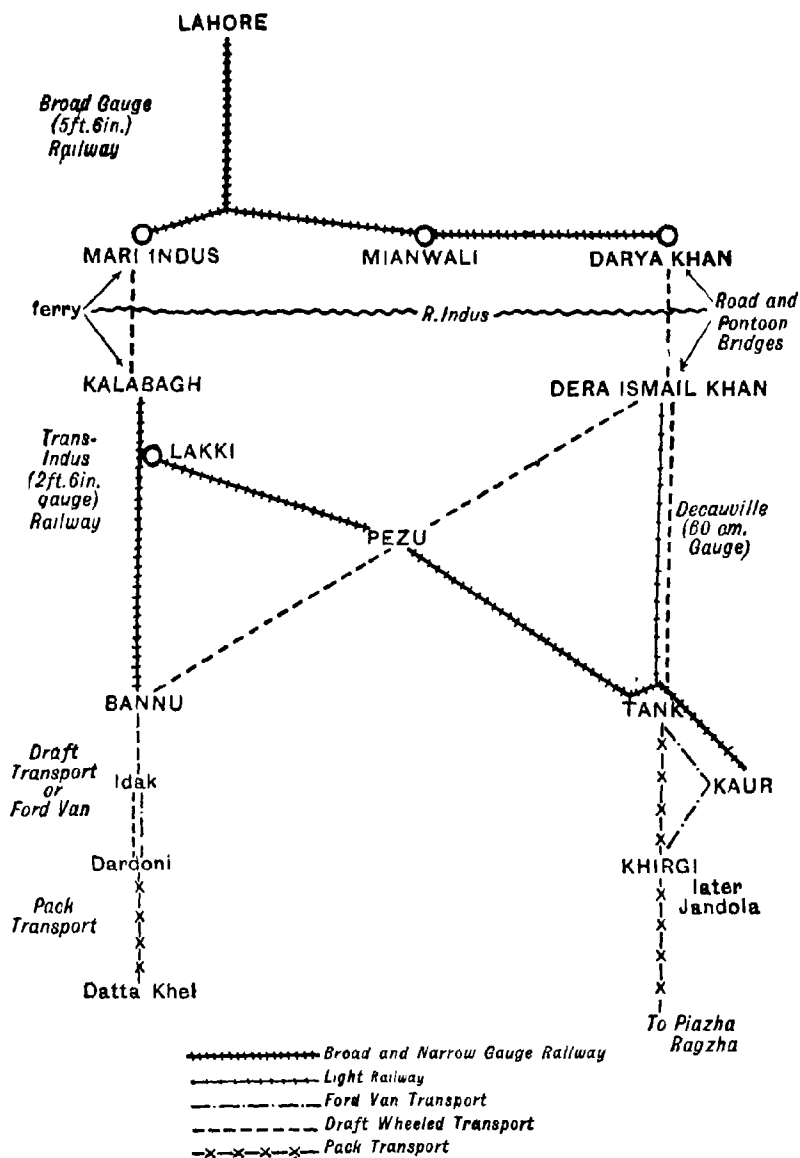 LAHORE
Broad Gauge
(5ft.6in.)
Railway
MARI INDUS
MIANWALI
DARYA KHAN
ferry
R.Indus
Road and
Pontoon
Bridges
KALABAGH
DERA ISMAIL KHAN
Trans-
Indus
(2ft.6in.
gauge)
Railway
LAKKI
PEZU
Decauville
(60 cm.
Gauge)
BANNU
TANK
Draft
Transport
or
Ford Van
Idak
KAUR
Dardoni
KHIRGI
later
Jandola
Pack
Transport
Datta Khel
To Piazha
Ragzha
Broad and Narrow Gauge Railway
Light Railway
Ford Van Transport
Draft Wheeled Transport
Pack Transport